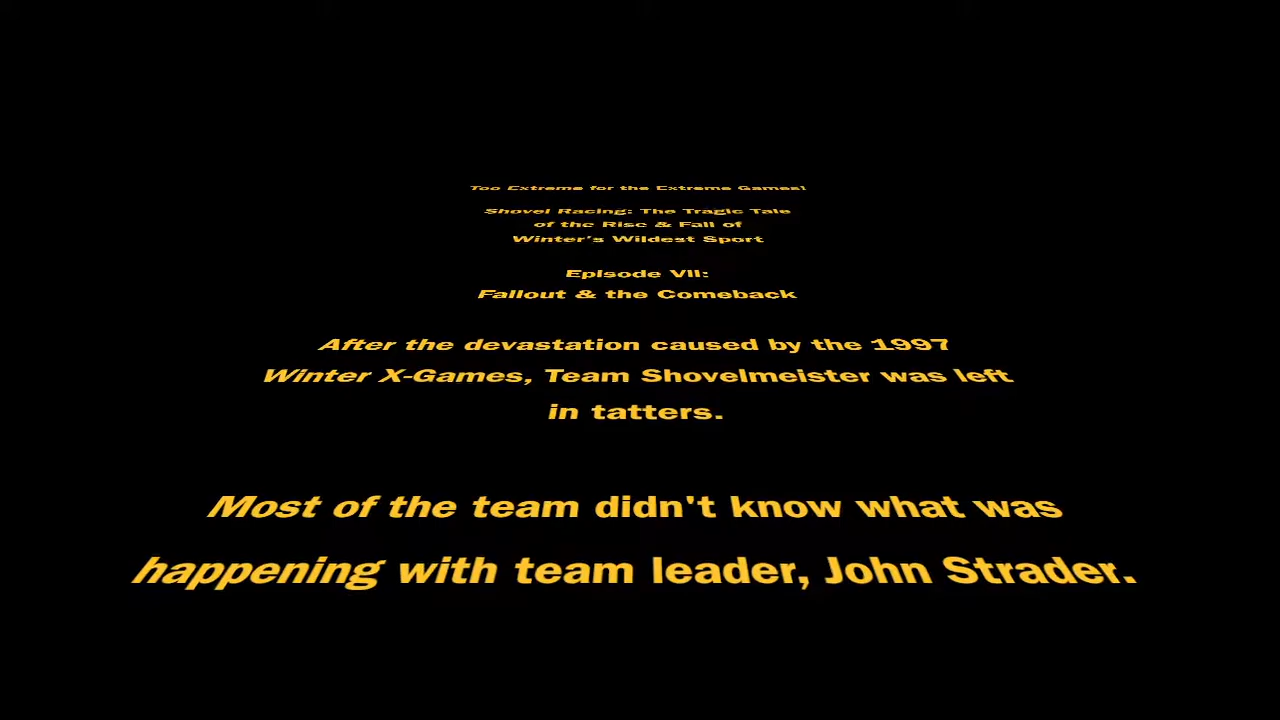 Too Extreme for the Extreme Games!
Shovel Racing: The Tragic Tale
of the Rise & Fall of
Winter's Wildest Sport
Episode VII:
Fallout & the Comeback
After the devastation caused by the 1997
Winter X-Games, Team Shovelmeister was left
in tatters.
Most of the team didn't know what was
happening with team leader, John Strader.